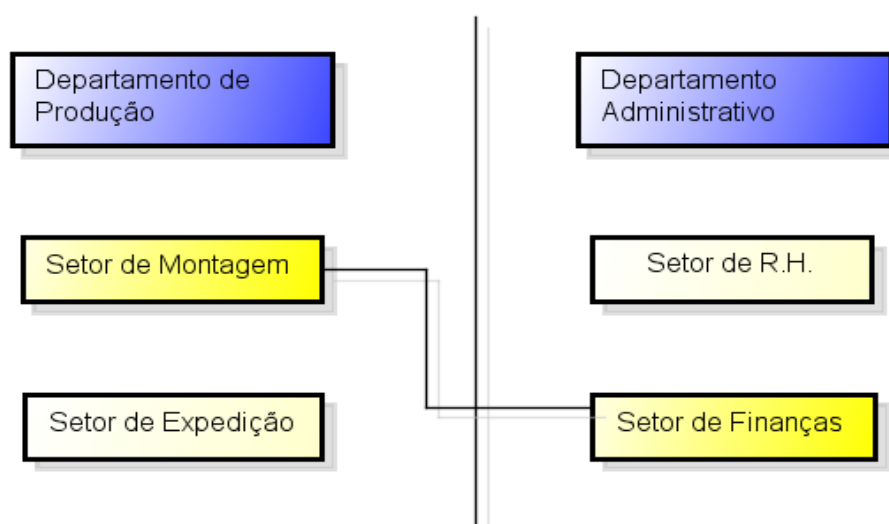 Departamento de
Produção
Departamento
Administrativo
Setor de Montagem
Setor de R.H.
Setor de Expedição
Setor de Finanças